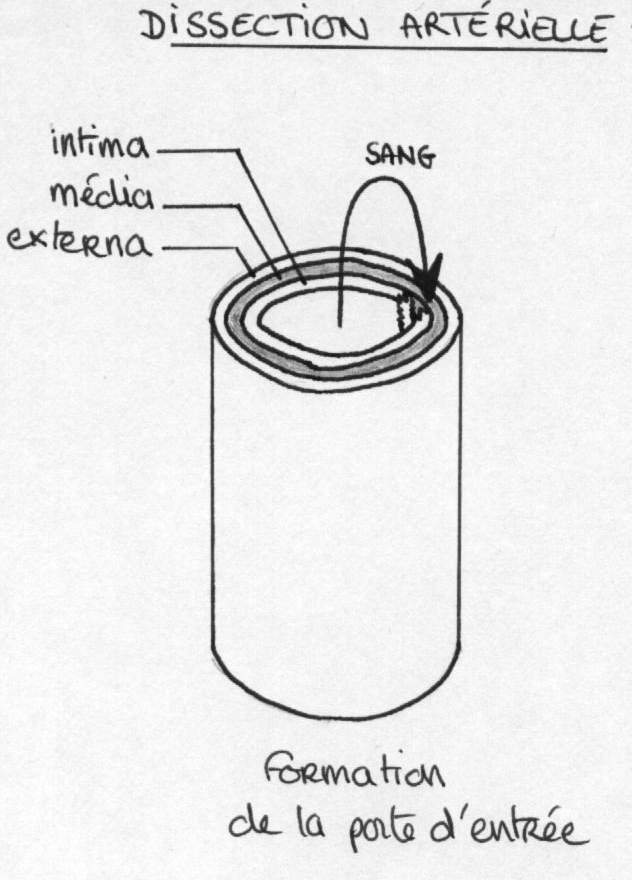 DISSECTION ARTÉRIELLE
intima
média
externa
SANG
Formation
de la porte d'entrée